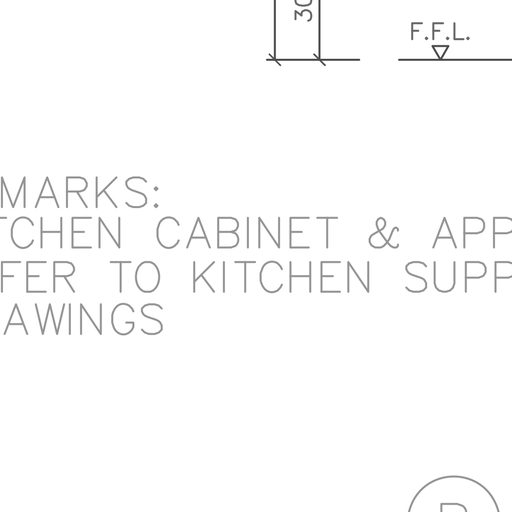 30
F.F.L.
MARKS:
TCHEN CABINET & APP
FER TO KITCHEN SUPP
AWINGS